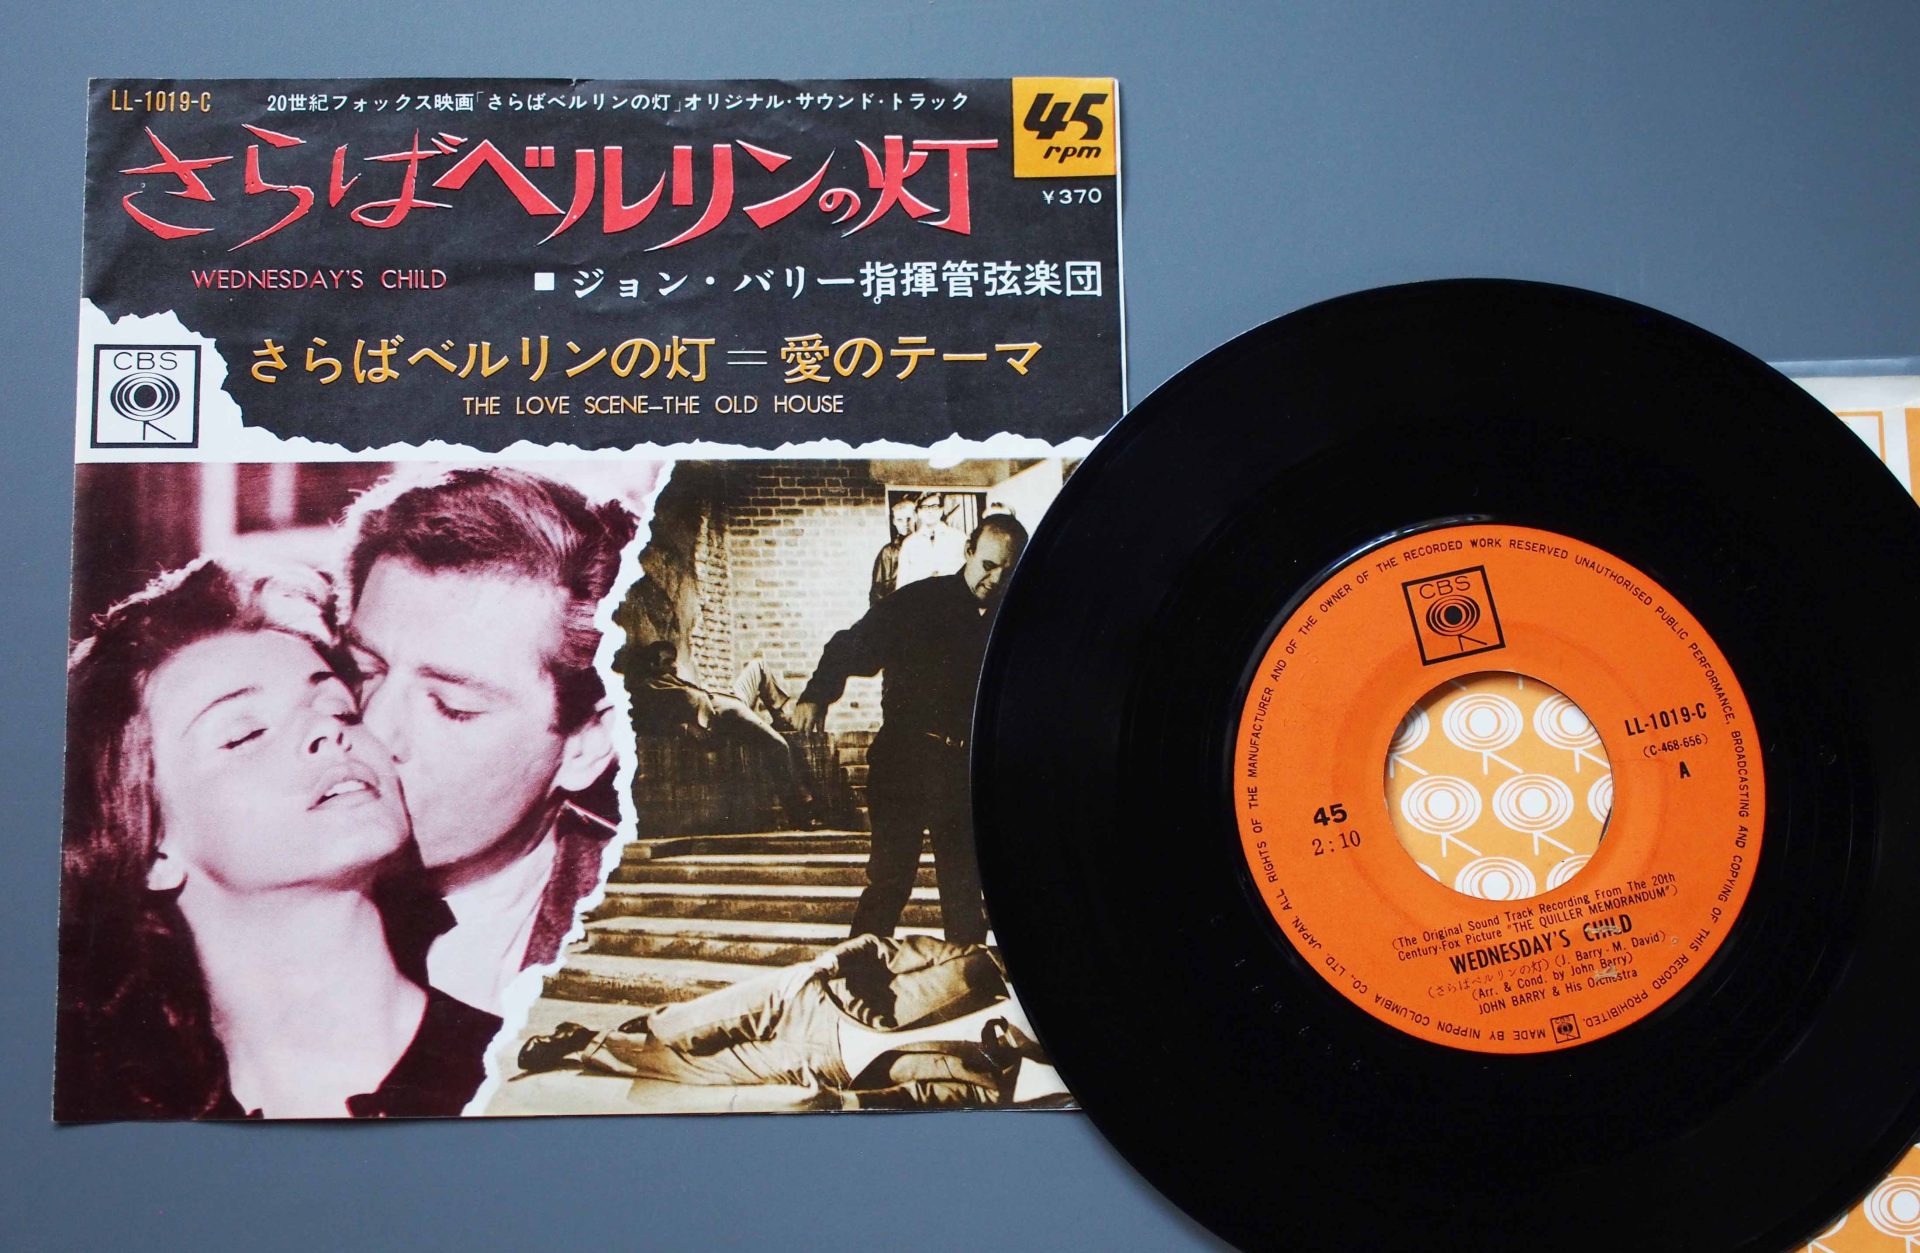 LL-1019-C
20世紀フォックス映画「さらばベルリンの灯」オリジナル・サウンド・トラック
45
rpm
¥370
さらばベルリンの灯
WEDNESDAY'S CHILD
■ジョン・バリー指揮管弦楽団
さらばベルリンの灯=愛のテーマ
THE LOVE SCENE–THE OLD HOUSE
CBS
MADE BY NIPPON COLUMBIA CO., LTD. JAPAN. ALL RIGHTS OF THE MANUFACTURER AND OF THE OWNER OF THE RECORDED WORK RESERVED UNAUTHORISED PUBLIC PERFORMANCE, BROADCASTING AND COPYING OF THIS RECORD PROHIBITED.
CBS
LL-1019-C
(C-468-656)
A
45
2:10
(The Original Sound Track Recording From The 20th
Century-Fox Picture "THE QUILLER MEMORANDUM")
WEDNESDAY'S CHILD
(さらばベルリンの灯) (J. Barry - M. David)
(Arr. & Cond. by John Barry)
JOHN BARRY & His Orchestra
CBS